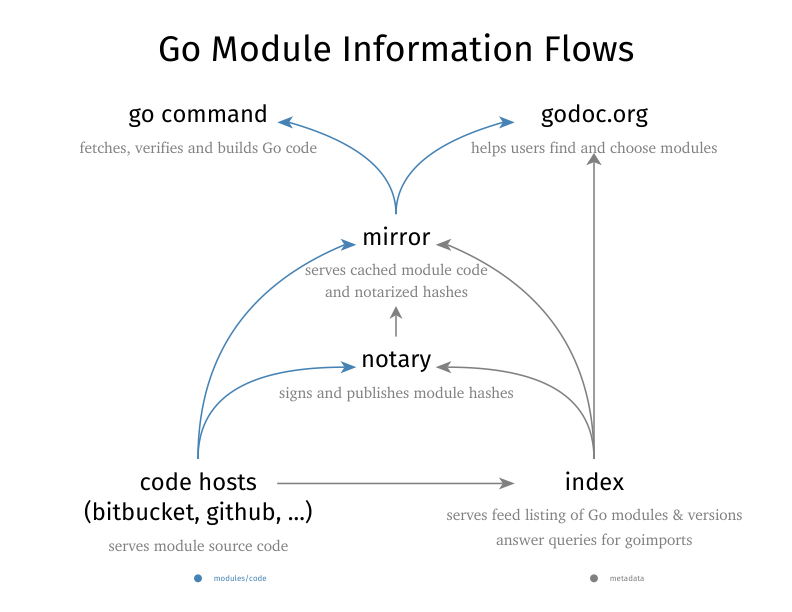 Go Module Information Flows
go command
godoc.org
fetches, verifies and builds Go code
helps users find and choose modules
mirror
serves cached module code
and notarized hashes
notary
signs and publishes module hashes
code hosts
(bitbucket, github, ...)
serves module source code
index
serves feed listing of Go modules & versions
answer queries for goimports
modules/code
metadata